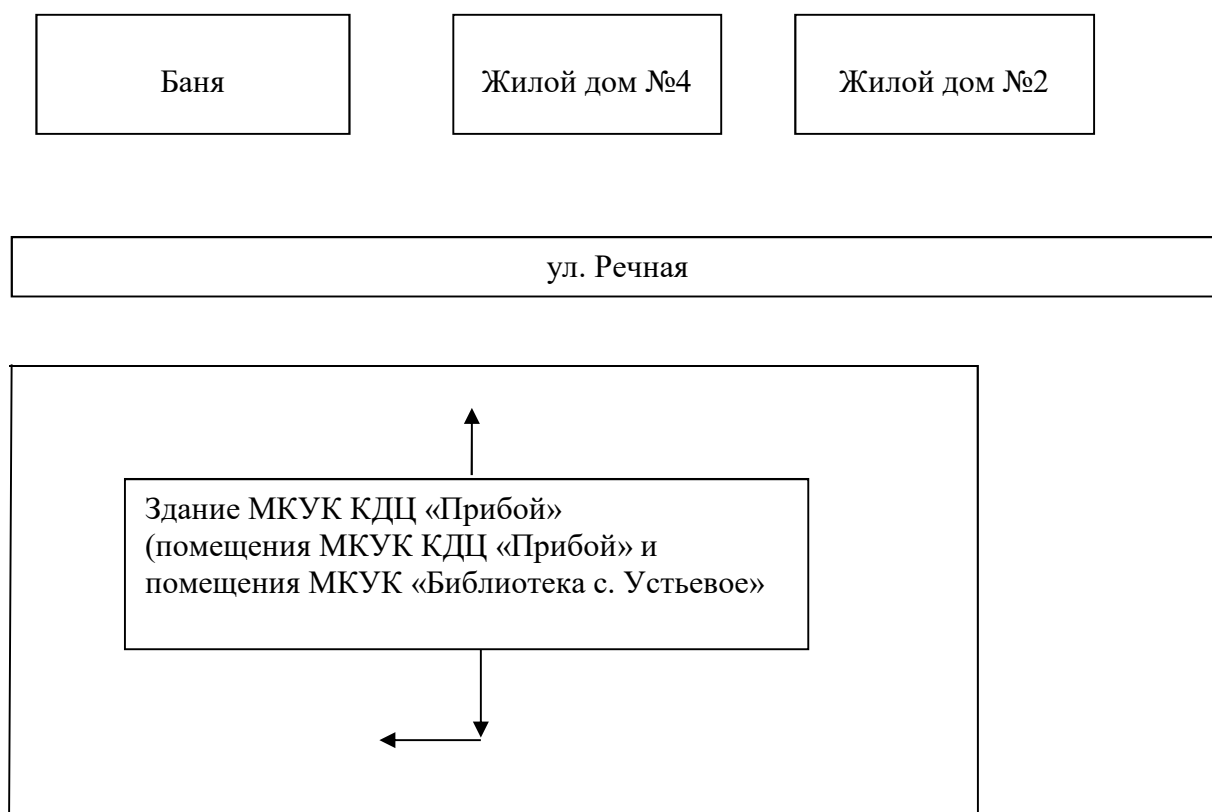 Баня
Жилой дом №4
Жилой дом №2
ул. Речная
Здание МКУК КДЦ «Прибой»
(помещения МКУК КДЦ «Прибой» и
помещения МКУК «Библиотека с. Устьевое»